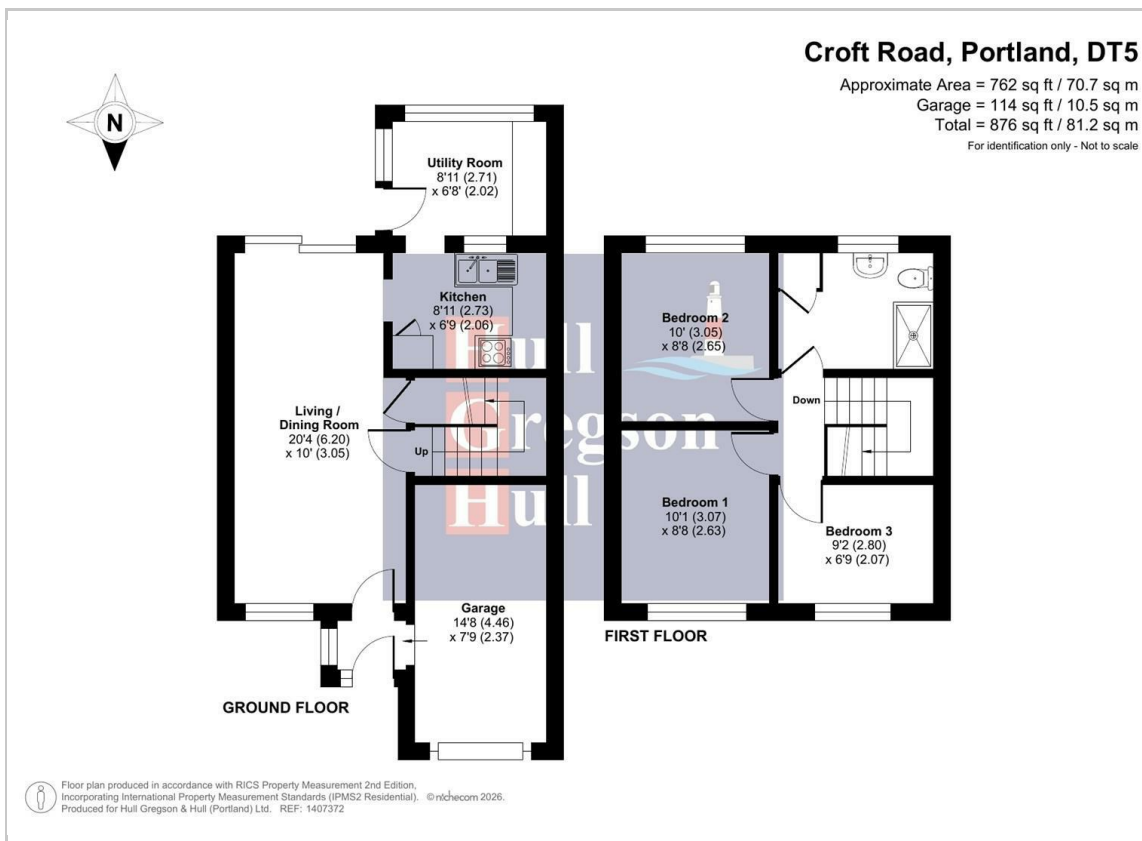 Croft Road, Portland, DT5
Approximate Area = 762 sq ft / 70.7 sq m
Garage = 114 sq ft / 10.5 sq m
Total = 876 sq ft / 81.2 sq m
For identification only - Not to scale
N
Utility Room
8'11 (2.71)
x 6'8' (2.02)
Kitchen
8'11 (2.73)
x 6'9 (2.06)
Living /
Dining Room
20'4 (6.20)
x 10' (3.05)
Up
Garage
14'8 (4.46)
x 7'9 (2.37)
GROUND FLOOR
Bedroom 2
10' (3.05)
x 8'8 (2.65)
Down
Bedroom 1
10'1 (3.07)
x 8'8 (2.63)
Bedroom 3
9'2 (2.80)
x 6'9 (2.07)
FIRST FLOOR
Hull
Gregson
Hull
Floor plan produced in accordance with RICS Property Measurement 2nd Edition,
Incorporating International Property Measurement Standards (IPMS2 Residential). ©nichecom 2026.
Produced for Hull Gregson & Hull (Portland) Ltd. REF: 1407372